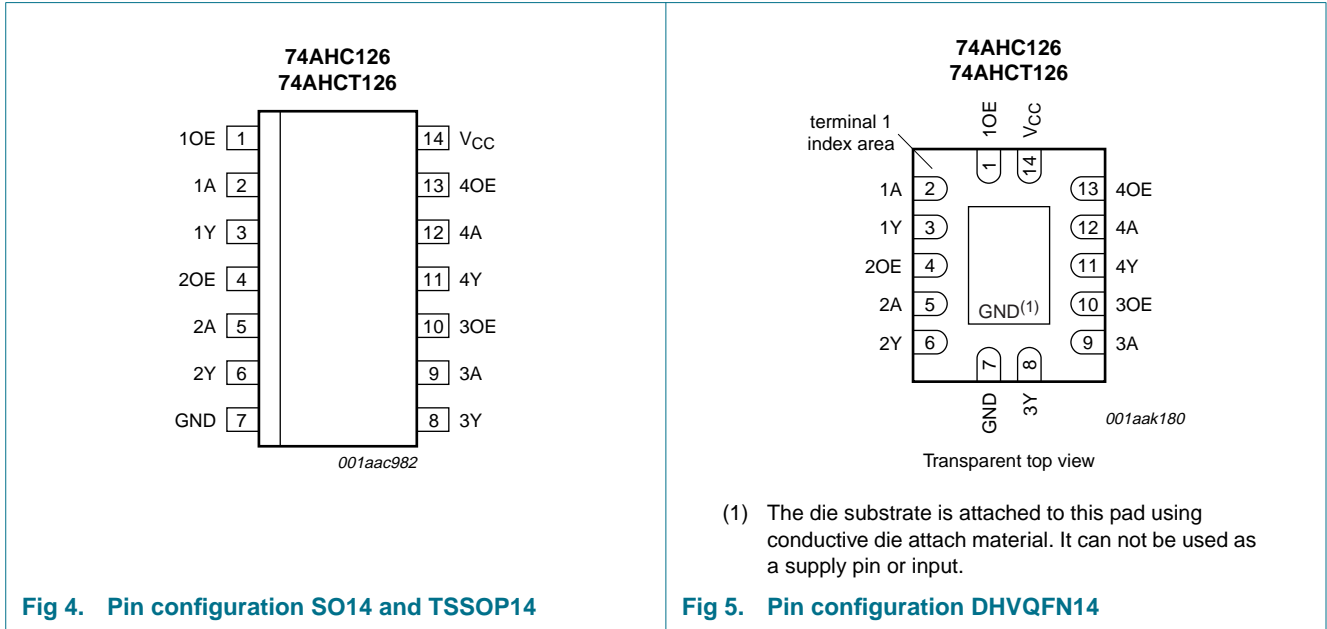 74AHC126
74AHCT126
1OE 1 14 VCC
1A 2 13 4OE
1Y 3 12 4A
2OE 4 11 4Y
2A 5 10 3OE
2Y 6 9 3A
GND 7 8 3Y
001aac982
Fig 4. Pin configuration SO14 and TSSOP14
74AHC126
74AHCT126
terminal 1
index area
1OE VCC
1 14
1A 2 13 4OE
1Y 3 12 4A
2OE 4 11 4Y
2A 5 10 3OE
GND(1)
2Y 6 9 3A
7 8
GND 3Y
001aak180
Transparent top view
(1) The die substrate is attached to this pad using
conductive die attach material. It can not be used as
a supply pin or input.
Fig 5. Pin configuration DHVQFN14